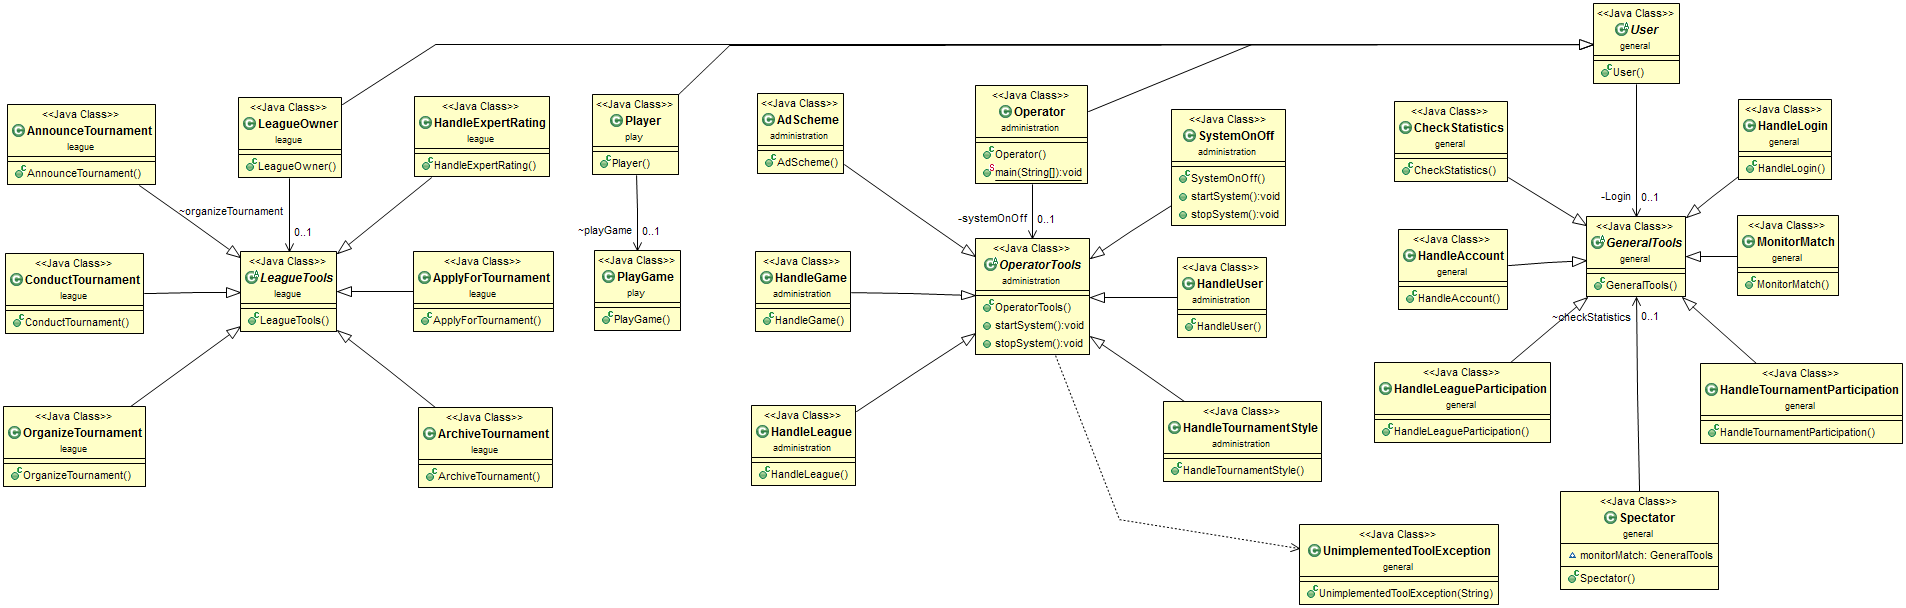 <<Java Class>>
User
general
User()
<<Java Class>>
AnnounceTournament
league
AnnounceTournament()
<<Java Class>>
LeagueOwner
league
LeagueOwner()
<<Java Class>>
HandleExpertRating
league
HandleExpertRating()
<<Java Class>>
Player
play
Player()
<<Java Class>>
AdScheme
administration
AdScheme()
<<Java Class>>
Operator
administration
Operator()
main(String[]):void
<<Java Class>>
SystemOnOff
administration
SystemOnOff()
startSystem():void
stopSystem():void
<<Java Class>>
CheckStatistics
general
CheckStatistics()
<<Java Class>>
HandleLogin
general
HandleLogin()
~organizeTournament
0..1
~playGame
0..1
-systemOnOff
0..1
-Login
0..1
<<Java Class>>
ConductTournament
league
ConductTournament()
<<Java Class>>
LeagueTools
league
LeagueTools()
<<Java Class>>
ApplyForTournament
league
ApplyForTournament()
<<Java Class>>
PlayGame
play
PlayGame()
<<Java Class>>
HandleGame
administration
HandleGame()
<<Java Class>>
OperatorTools
administration
OperatorTools()
startSystem():void
stopSystem():void
<<Java Class>>
HandleUser
administration
HandleUser()
<<Java Class>>
HandleAccount
general
HandleAccount()
<<Java Class>>
GeneralTools
general
GeneralTools()
<<Java Class>>
MonitorMatch
general
MonitorMatch()
~checkStatistics
0..1
<<Java Class>>
OrganizeTournament
league
OrganizeTournament()
<<Java Class>>
ArchiveTournament
league
ArchiveTournament()
<<Java Class>>
HandleLeague
administration
HandleLeague()
<<Java Class>>
HandleTournamentStyle
administration
HandleTournamentStyle()
<<Java Class>>
HandleLeagueParticipation
general
HandleLeagueParticipation()
<<Java Class>>
HandleTournamentParticipation
general
HandleTournamentParticipation()
<<Java Class>>
UnimplementedToolException
general
UnimplementedToolException(String)
<<Java Class>>
Spectator
general
monitorMatch: GeneralTools
Spectator()